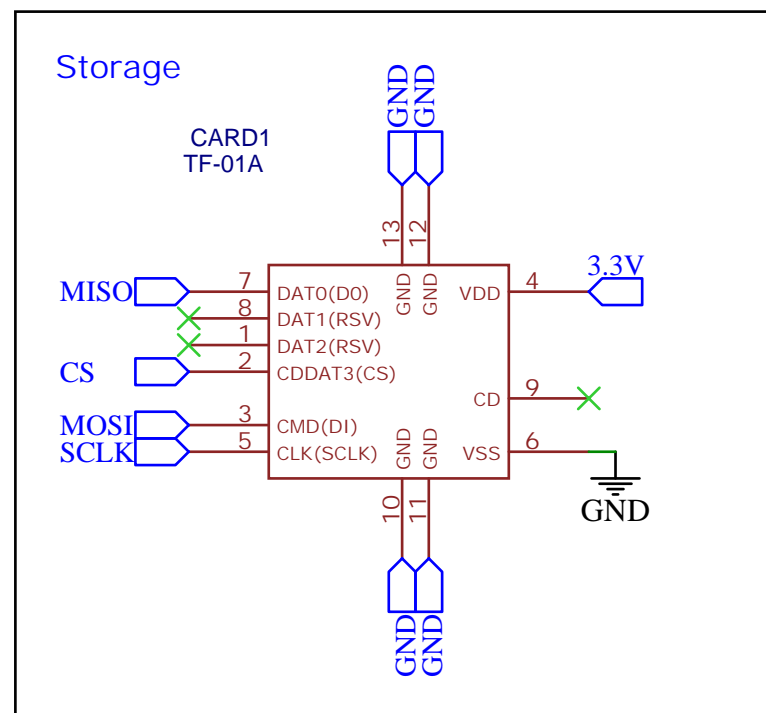 Storage
CARD1
TF-01A
GND GND
13 12
GND GND
MISO 7 DAT0(D0)
8 DAT1(RSV)
1 DAT2(RSV)
CS 2 CDDAT3(CS)
MOSI 3 CMD(DI)
SCLK 5 CLK(SCLK)
VDD 4 3.3V
CD 9
VSS 6
GND
GND GND
10 11
GND GND